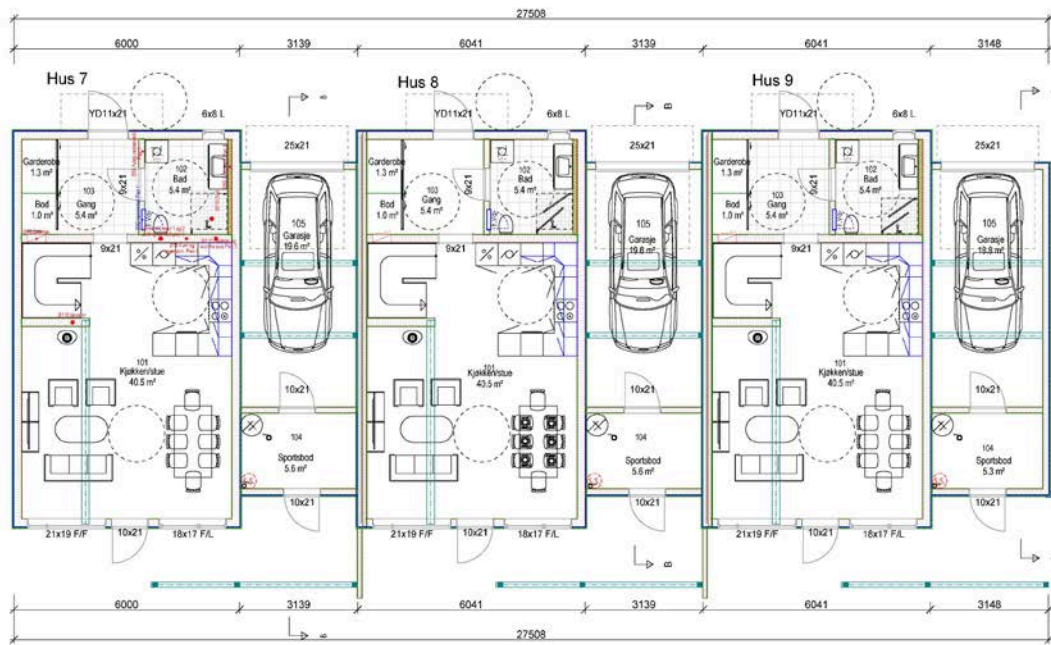 27508
6000 3139 6041 3139 6041 3148
Hus 7 Hus 8 Hus 9
YD11x21 6x8 L YD11x21 6x8 L YD11x21 6x8 L
25x21 25x21 25x21
Garderobe
1.3 m²
103
Gang
5.4 m²
Bod
1.0 m²
9x21
102
Bad
5.4 m²
105
Garasje
19.6 m²
9x21
101
Kjøkken/stue
40.5 m²
10x21
104
Sportsbod
5.6 m²
10x21
21x19 F/F 10x21 18x17 F/L
Garderobe
1.3 m²
103
Gang
5.4 m²
Bod
1.0 m²
9x21
102
Bad
5.4 m²
105
Garasje
19.6 m²
9x21
101
Kjøkken/stue
40.5 m²
10x21
104
Sportsbod
5.6 m²
10x21
21x19 F/F 10x21 18x17 F/L
B
B
Garderobe
1.3 m²
103
Gang
5.4 m²
Bod
1.0 m²
9x21
102
Bad
5.4 m²
105
Garasje
18.8 m²
9x21
101
Kjøkken/stue
40.5 m²
10x21
104
Sportsbod
5.3 m²
10x21
21x19 F/F 10x21 18x17 F/L
6000 3139 6041 3139 6041 3148
27508